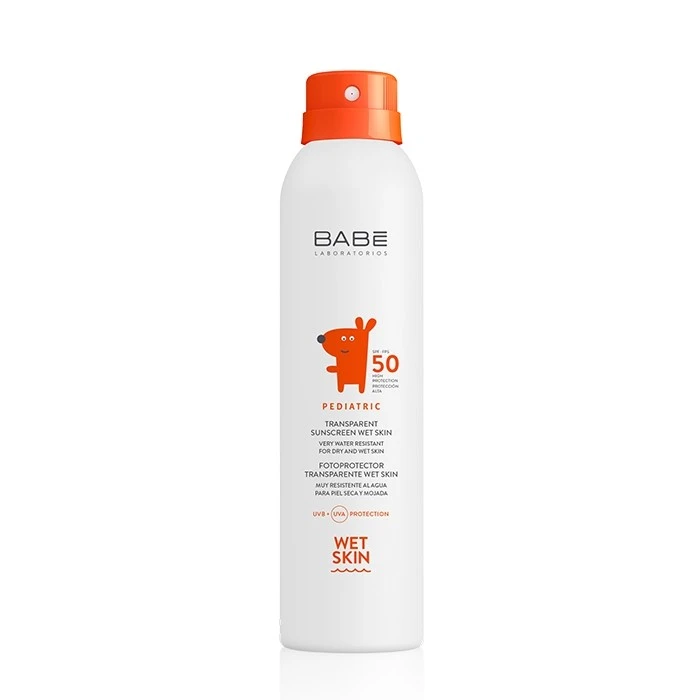 BABÉ
LABORATORIOS
SPF · FPS
50
HIGH
PROTECTION
PROTECCIÓN
ALTA
PEDIATRIC
TRANSPARENT
SUNSCREEN WET SKIN
VERY WATER RESISTANT
FOR DRY AND WET SKIN
FOTOPROTECTOR
TRANSPARENTE WET SKIN
MUY RESISTENTE AL AGUA
PARA PIEL SECA Y MOJADA
UVB + UVA PROTECTION
WET
SKIN